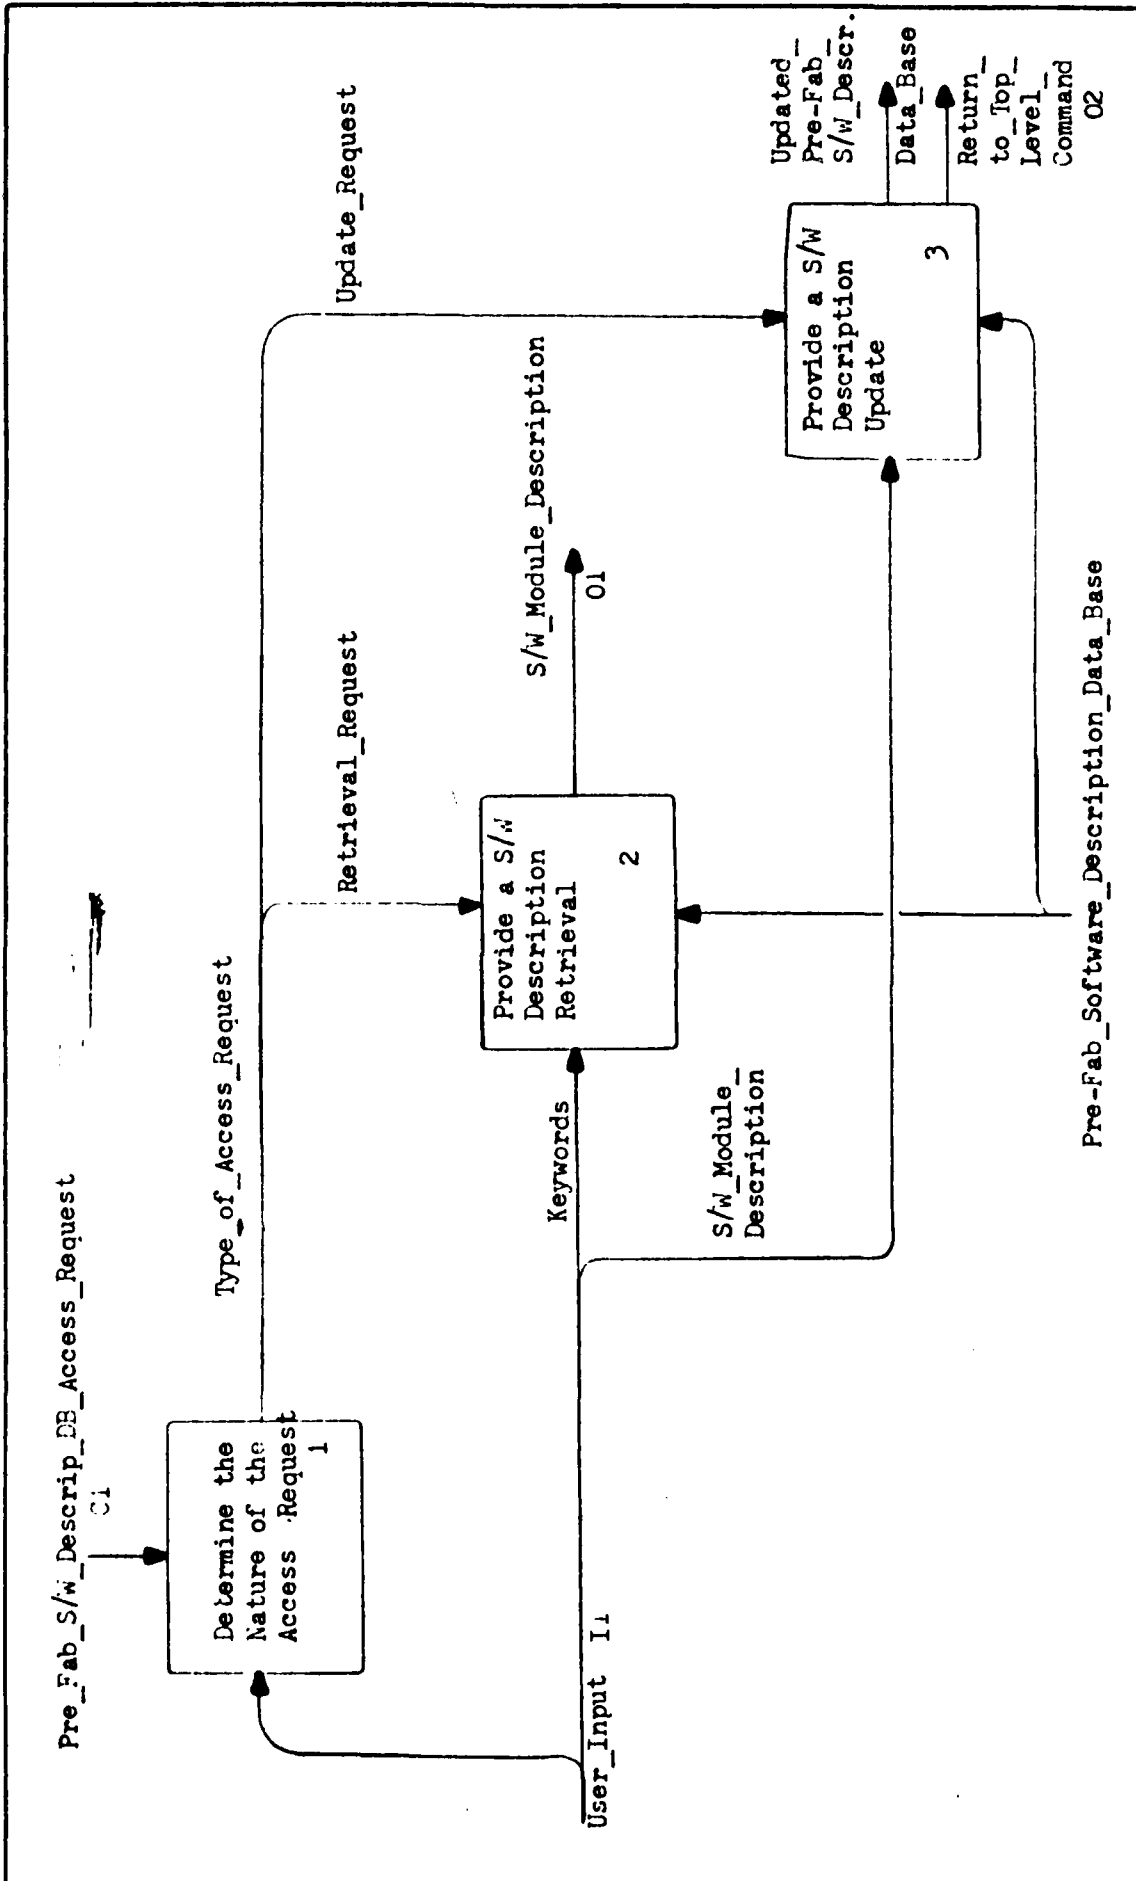 Pre_Fab_S/W_Descrip_DB_Access_Request
C1
Determine the
Nature of the
Access Request
1
Type_of_Access_Request
Retrieval_Request
Update_Request
User_Input I1
Keywords
Provide a S/W
Description
Retrieval
2
S/W_Module_Description
O1
S/W_Module_
Description
Provide a S/W
Description
Update
3
Updated_
Pre-Fab_
S/W_Descr.
Data_Base
Return_
to_Top_
Level_
Command
O2
Pre-Fab_Software_Description_Data_Base